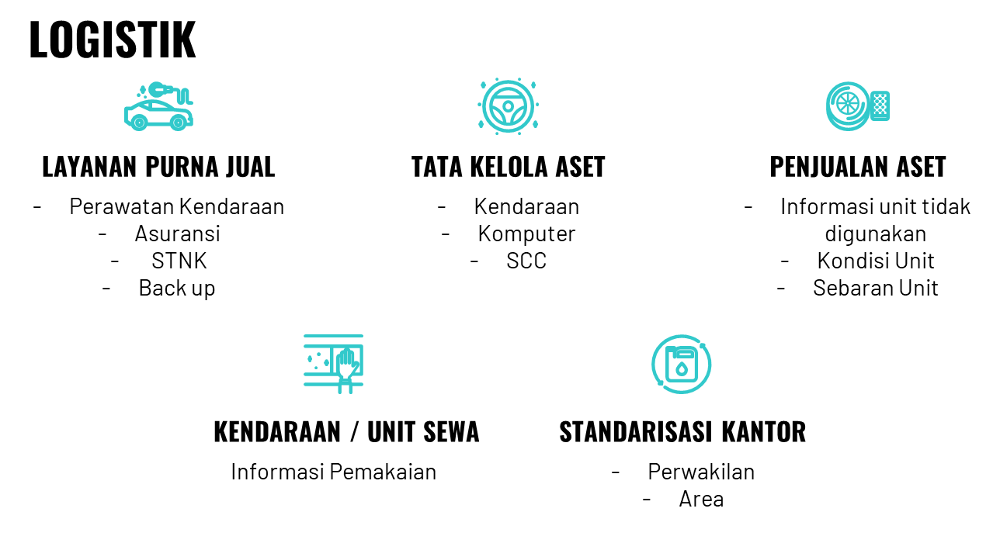 LOGISTIK
LAYANAN PURNA JUAL
- Perawatan Kendaraan
- Asuransi
- STNK
- Back up
TATA KELOLA ASET
- Kendaraan
- Komputer
- SCC
PENJUALAN ASET
- Informasi unit tidak
digunakan
- Kondisi Unit
- Sebaran Unit
KENDARAAN / UNIT SEWA
Informasi Pemakaian
STANDARISASI KANTOR
- Perwakilan
- Area